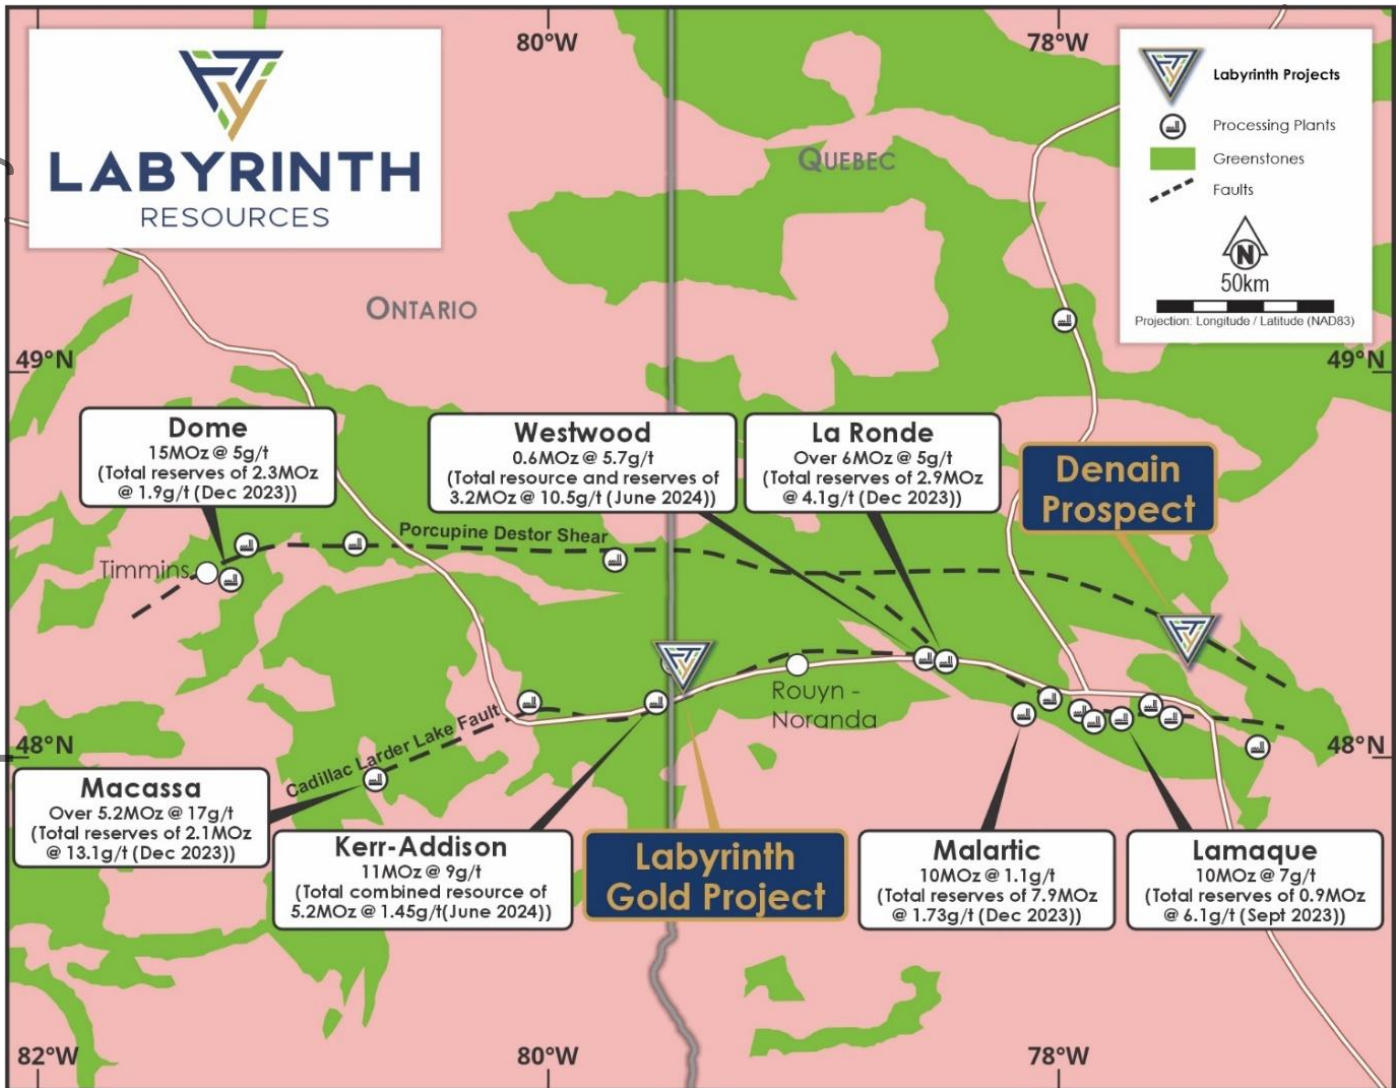 80°W
78°W
LABYRINTH
RESOURCES
Labyrinth Projects
Processing Plants
Greenstones
Faults
N
50km
Projection: Longitude / Latitude (NAD83)
QUEBEC
ONTARIO
49°N
49°N
Dome
15MOz @ 5g/t
(Total reserves of 2.3MOz
@ 1.9g/t (Dec 2023))
Westwood
0.6MOz @ 5.7g/t
(Total resource and reserves of
3.2MOz @ 10.5g/t (June 2024))
La Ronde
Over 6MOz @ 5g/t
(Total reserves of 2.9MOz
@ 4.1g/t (Dec 2023))
Denain
Prospect
Porcupine Destor Shear
Timmins
Rouyn -
Noranda
Cadillac Larder Lake Fault
48°N
48°N
Macassa
Over 5.2MOz @ 17g/t
(Total reserves of 2.1MOz
@ 13.1g/t (Dec 2023))
Kerr-Addison
11MOz @ 9g/t
(Total combined resource of
5.2MOz @ 1.45g/t(June 2024))
Labyrinth
Gold Project
Malartic
10MOz @ 1.1g/t
(Total reserves of 7.9MOz
@ 1.73g/t (Dec 2023))
Lamaque
10MOz @ 7g/t
(Total reserves of 0.9MOz
@ 6.1g/t (Sept 2023))
82°W
80°W
78°W